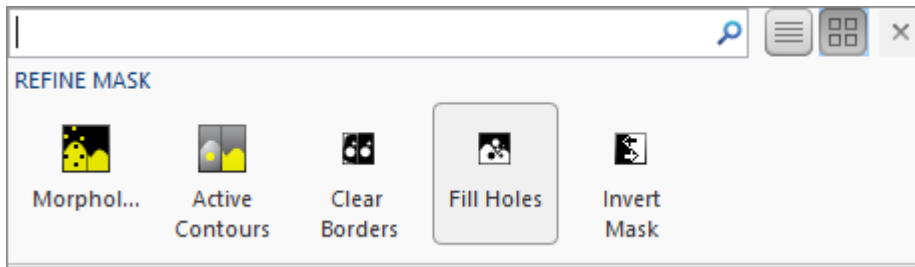 REFINE MASK
Morphol... Active Contours Clear Borders Fill Holes Invert Mask